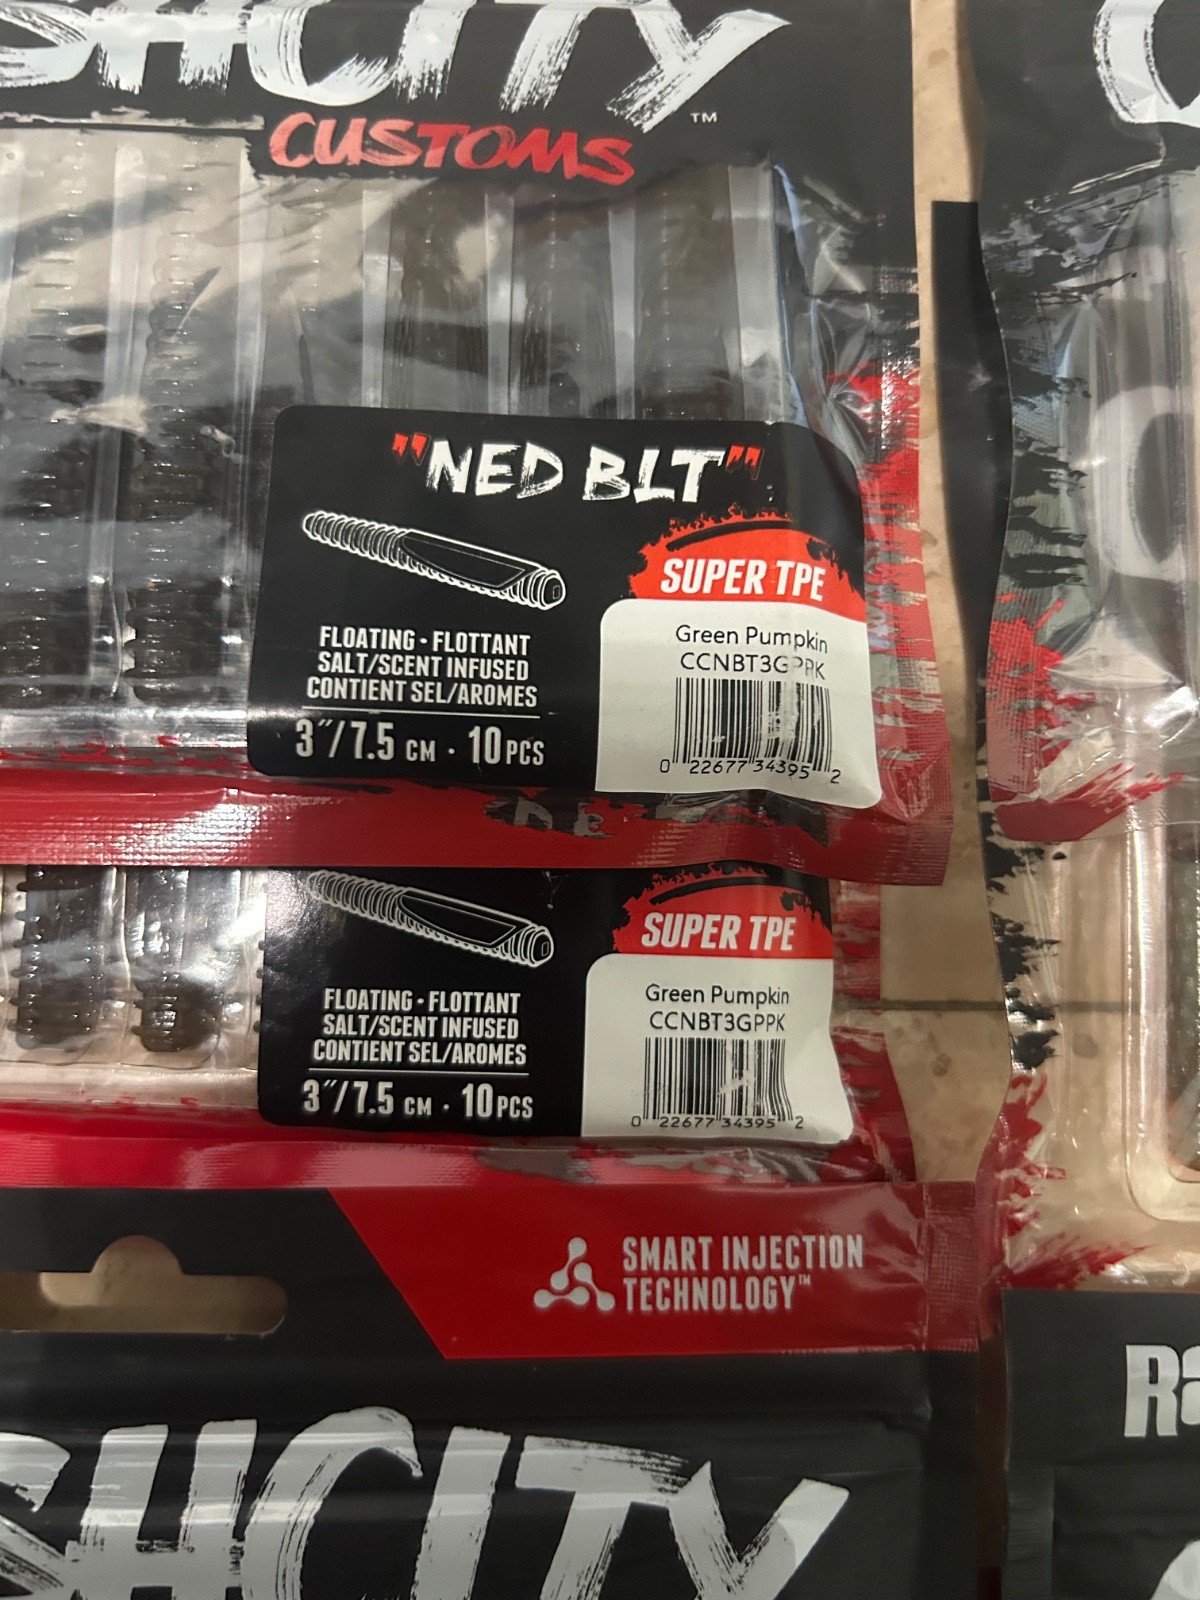 CUSTOMS
™
"NED BLT"
SUPER TPE
FLOATING • FLOTTANT
SALT/SCENT INFUSED
CONTIENT SEL/AROMES
3″/7.5 CM • 10 PCS
Green Pumpkin
CCNBT3GPPK
0 22677 34395 2
SUPER TPE
FLOATING • FLOTTANT
SALT/SCENT INFUSED
CONTIENT SEL/AROMES
3″/7.5 CM • 10 PCS
Green Pumpkin
CCNBT3GPPK
0 22677 34395 2
SMART INJECTION
TECHNOLOGY™
HCITY